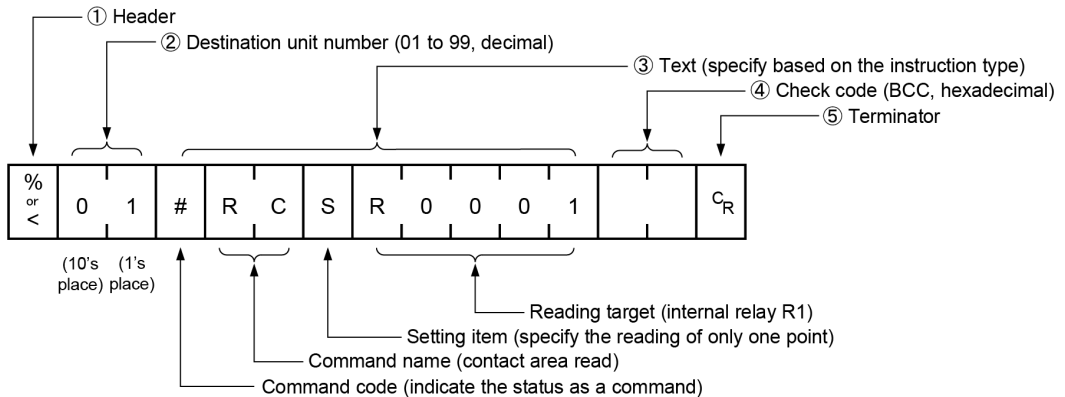 ① Header
② Destination unit number (01 to 99, decimal)
③ Text (specify based on the instruction type)
④ Check code (BCC, hexadecimal)
⑤ Terminator
% or < 0 1 # R C S R 0 0 0 1 CR
(10's place) (1's place)
Reading target (internal relay R1)
Setting item (specify the reading of only one point)
Command name (contact area read)
Command code (indicate the status as a command)